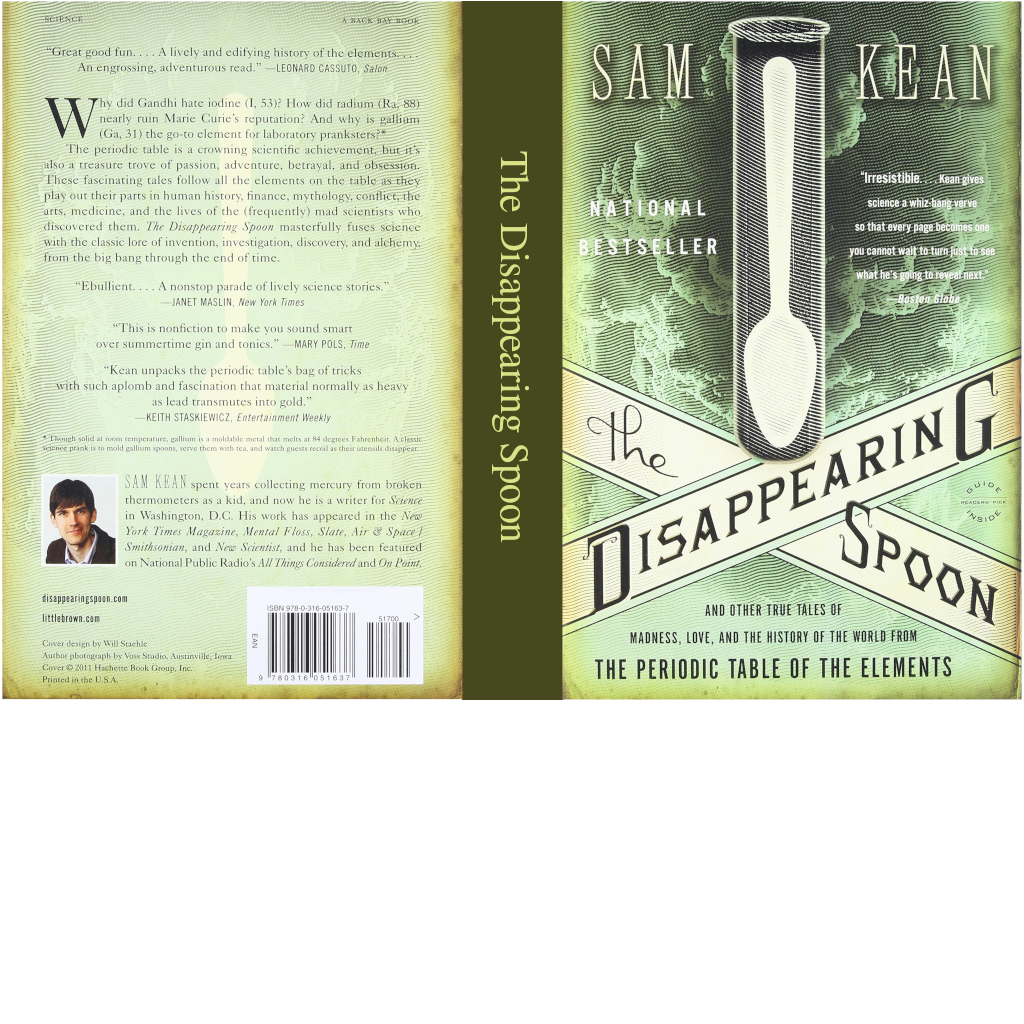 SCIENCE
A BACK BAY BOOK
“Great good fun. . . . A lively and edifying history of the elements. . . .
An engrossing, adventurous read.” —LEONARD CASSUTO, Salon
Why did Gandhi hate iodine (I, 53)? How did radium (Ra, 88)
nearly ruin Marie Curie’s reputation? And why is gallium
(Ga, 31) the go-to element for laboratory pranksters?*
The periodic table is a crowning scientific achievement, but it’s
also a treasure trove of passion, adventure, betrayal, and obsession.
These fascinating tales follow all the elements on the table as they
play out their parts in human history, finance, mythology, conflict, the
arts, medicine, and the lives of the (frequently) mad scientists who
discovered them. The Disappearing Spoon masterfully fuses science
with the classic lore of invention, investigation, discovery, and alchemy,
from the big bang through the end of time.
“Ebullient. . . . A nonstop parade of lively science stories.”
—JANET MASLIN, New York Times
“This is nonfiction to make you sound smart
over summertime gin and tonics.” —MARY POLS, Time
“Kean unpacks the periodic table’s bag of tricks
with such aplomb and fascination that material normally as heavy
as lead transmutes into gold.”
—KEITH STASKIEWICZ, Entertainment Weekly
* Though solid at room temperature, gallium is a moldable metal that melts at 84 degrees Fahrenheit. A classic
science prank is to mold gallium spoons, serve them with tea, and watch guests recoil as their utensils disappear.
SAM KEAN spent years collecting mercury from broken
thermometers as a kid, and now he is a writer for Science
in Washington, D.C. His work has appeared in the New
York Times Magazine, Mental Floss, Slate, Air & Space/
Smithsonian, and New Scientist, and he has been featured
on National Public Radio’s All Things Considered and On Point.
disappearingspoon.com
littlebrown.com
Cover design by Will Staehle
Author photograph by Voss Studio, Austinville, Iowa
Cover © 2011 Hachette Book Group, Inc.
Printed in the U.S.A.
ISBN 978-0-316-05163-7
51700 >
EAN
9 780316 051637
The Disappearing Spoon
SAM KEAN
NATIONAL
BESTSELLER
“Irresistible. . . . Kean gives
science a whiz-bang verve
so that every page becomes one
you cannot wait to turn just to see
what he’s going to reveal next.”
—Boston Globe
The
DISAPPEARING
SPOON
GUIDE
READERS' PICK
INSIDE
AND OTHER TRUE TALES OF
MADNESS, LOVE, AND THE HISTORY OF THE WORLD FROM
THE PERIODIC TABLE OF THE ELEMENTS